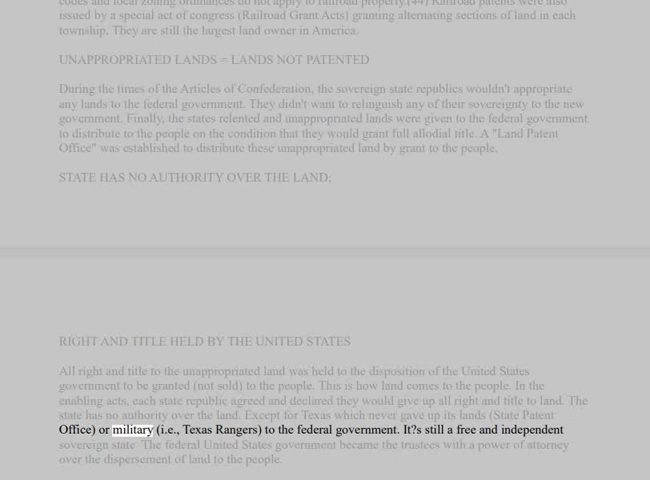 codes and local zoning ordinances do not apply to railroad property.(44) Railroad patents were also
issued by a special act of congress (Railroad Grant Acts) granting alternating sections of land in each
township. They are still the largest land owner in America.
UNAPPROPRIATED LANDS = LANDS NOT PATENTED
During the times of the Articles of Confederation, the sovereign state republics wouldn't appropriate
any lands to the federal government. They didn't want to relinguish any of their sovereignty to the new
government. Finally, the states relented and unappropriated lands were given to the federal government
to distribute to the people on the condition that they would grant full allodial title. A "Land Patent
Office" was established to distribute these unappropriated land by grant to the people.
STATE HAS NO AUTHORITY OVER THE LAND;
RIGHT AND TITLE HELD BY THE UNITED STATES
All right and title to the unappropriated land was held to the disposition of the United States
government to be granted (not sold) to the people. This is how land comes to the people. In the
enabling acts, each state republic agreed and declared they would give up all right and title to land. The
state has no authority over the land. Except for Texas which never gave up its lands (State Patent
Office) or military (i.e., Texas Rangers) to the federal government. It?s still a free and independent
sovereign state. The federal United States government became the trustees with a power of attorney
over the dispersement of land to the people.